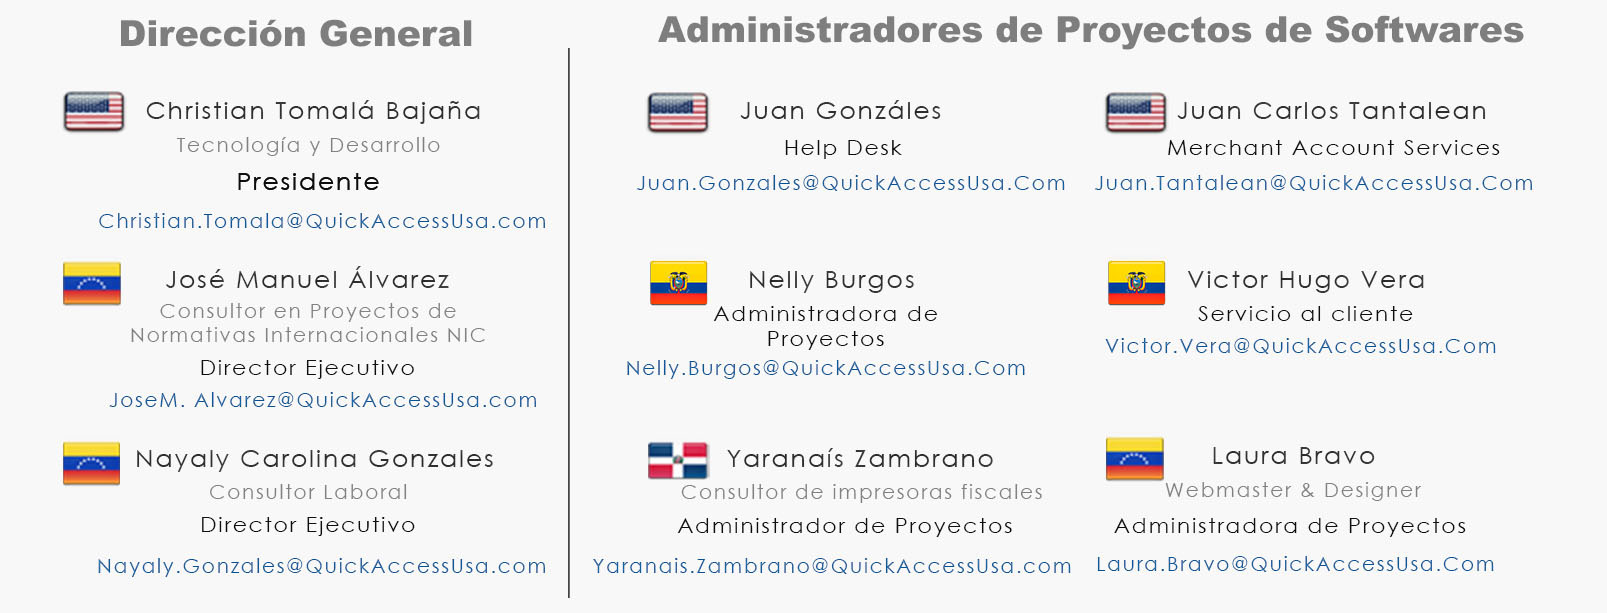 Dirección General
Christian Tomalá Bajaña
Tecnología y Desarrollo
Presidente
Christian.Tomala@QuickAccessUsa.com
José Manuel Álvarez
Consultor en Proyectos de
Normativas Internacionales NIC
Director Ejecutivo
JoseM. Alvarez@QuickAccessUsa.com
Nayaly Carolina Gonzales
Consultor Laboral
Director Ejecutivo
Nayaly.Gonzales@QuickAccessUsa.com
Administradores de Proyectos de Softwares
Juan Gonzáles
Help Desk
Juan.Gonzales@QuickAccessUsa.Com
Juan Carlos Tantalean
Merchant Account Services
Juan.Tantalean@QuickAccessUsa.Com
Nelly Burgos
Administradora de
Proyectos
Nelly.Burgos@QuickAccessUsa.Com
Victor Hugo Vera
Servicio al cliente
Victor.Vera@QuickAccessUsa.Com
Yaranaís Zambrano
Consultor de impresoras fiscales
Administrador de Proyectos
Yaranais.Zambrano@QuickAccessUsa.com
Laura Bravo
Webmaster & Designer
Administradora de Proyectos
Laura.Bravo@QuickAccessUsa.Com